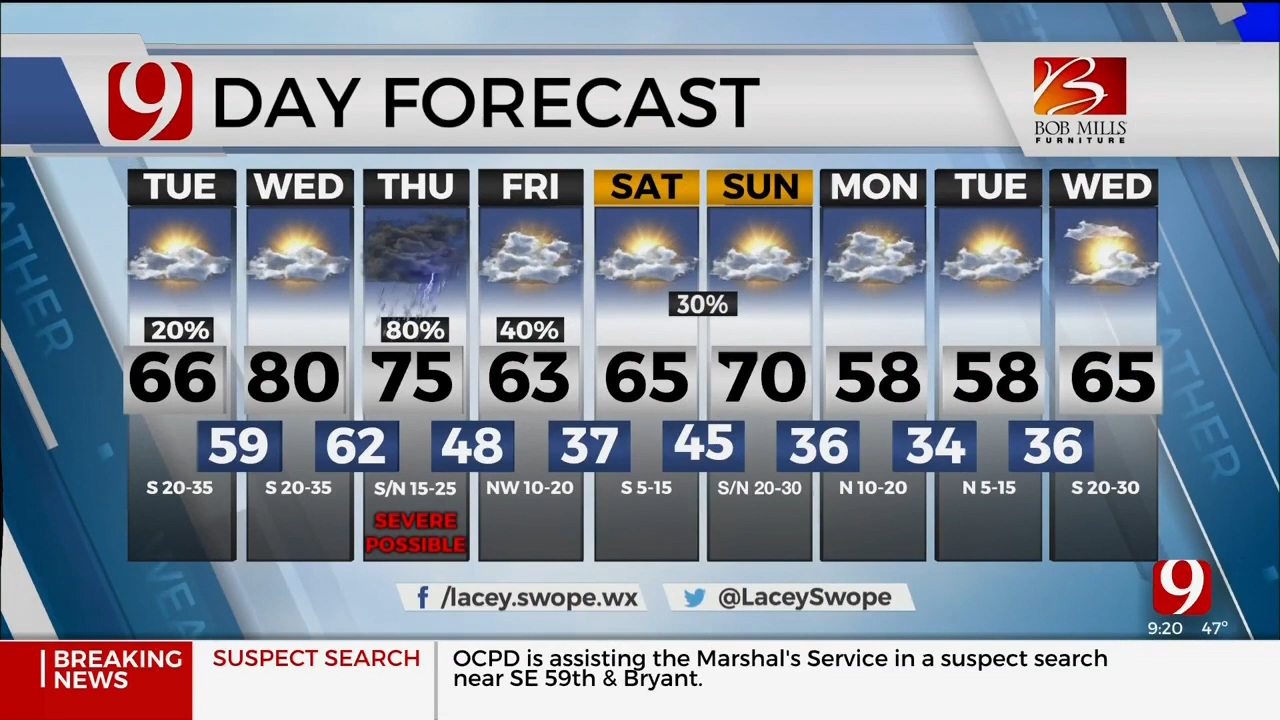 9 DAY FORECAST
B
BOB MILLS
FURNITURE
TUE WED THU FRI SAT SUN MON TUE WED
30%
20% 80% 40%
66 80 75 63 65 70 58 58 65
59 62 48 37 45 36 34 36
S 20-35 S 20-35 S/N 15-25 NW 10-20 S 5-15 S/N 20-30 N 10-20 N 5-15 S 20-30
SEVERE
POSSIBLE
f /lacey.swope.wx @LaceySwope
9
9:20 47°
BREAKING
NEWS
SUSPECT SEARCH
OCPD is assisting the Marshal's Service in a suspect search
near SE 59th & Bryant.